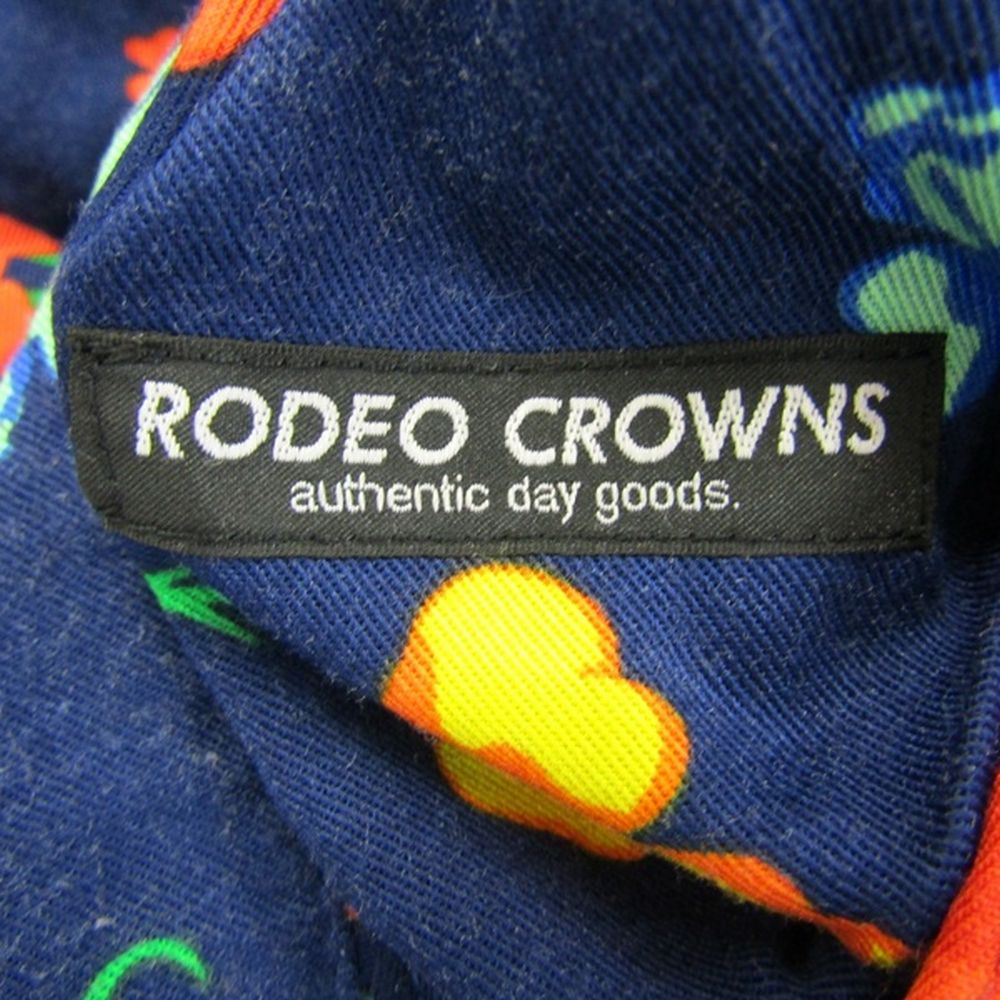 RODEO CROWNS
authentic day goods.